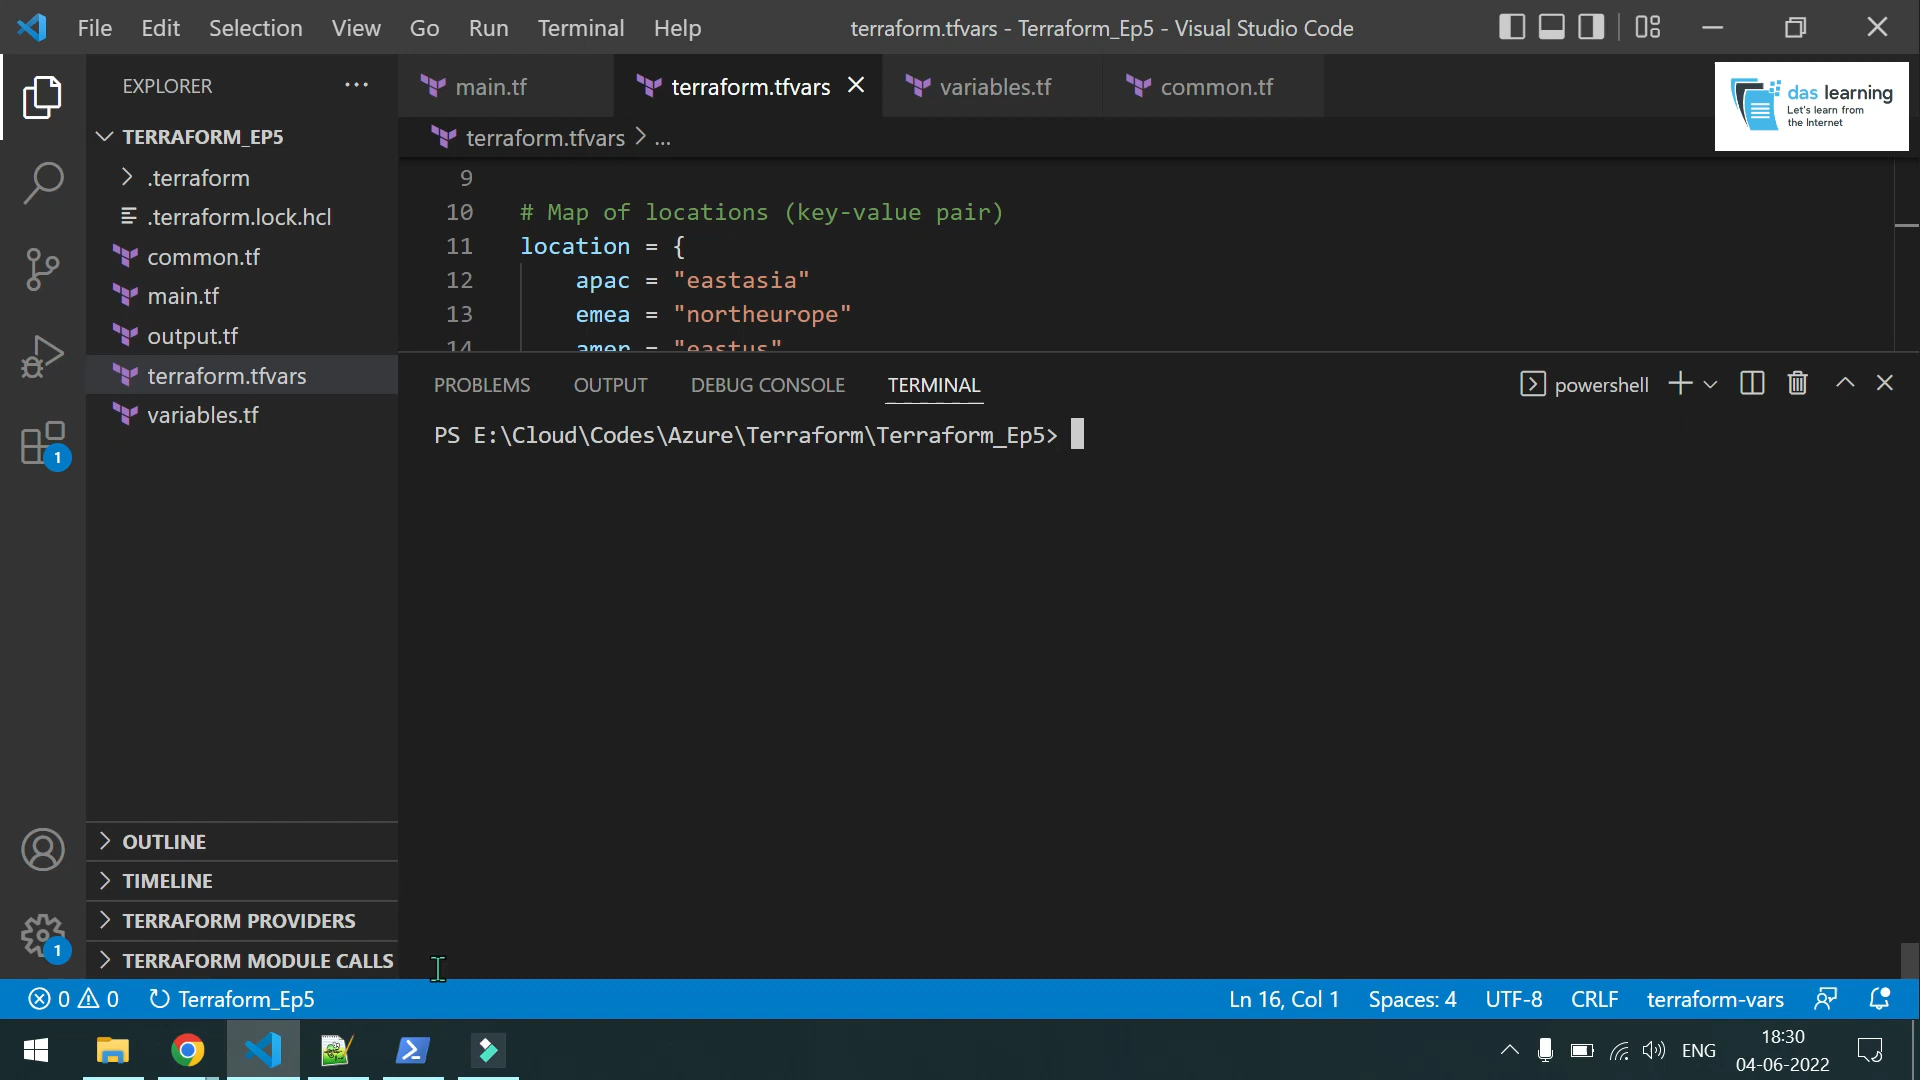 File Edit Selection View Go Run Terminal Help
terraform.tfvars - Terraform_Ep5 - Visual Studio Code
EXPLORER
TERRAFORM_EP5
.terraform
.terraform.lock.hcl
common.tf
main.tf
output.tf
terraform.tfvars
variables.tf
OUTLINE
TIMELINE
TERRAFORM PROVIDERS
TERRAFORM MODULE CALLS
main.tf terraform.tfvars variables.tf common.tf
das learning
Let's learn from
the Internet
terraform.tfvars > ...
9
10 # Map of locations (key-value pair)
11 location = {
12 apac = "eastasia"
13 emea = "northeurope"
14 amer = "eastus"
PROBLEMS OUTPUT DEBUG CONSOLE TERMINAL
powershell
PS E:\Cloud\Codes\Azure\Terraform\Terraform_Ep5>
1
1
0 0 Terraform_Ep5
Ln 16, Col 1 Spaces: 4 UTF-8 CRLF terraform-vars
ENG
18:30
04-06-2022